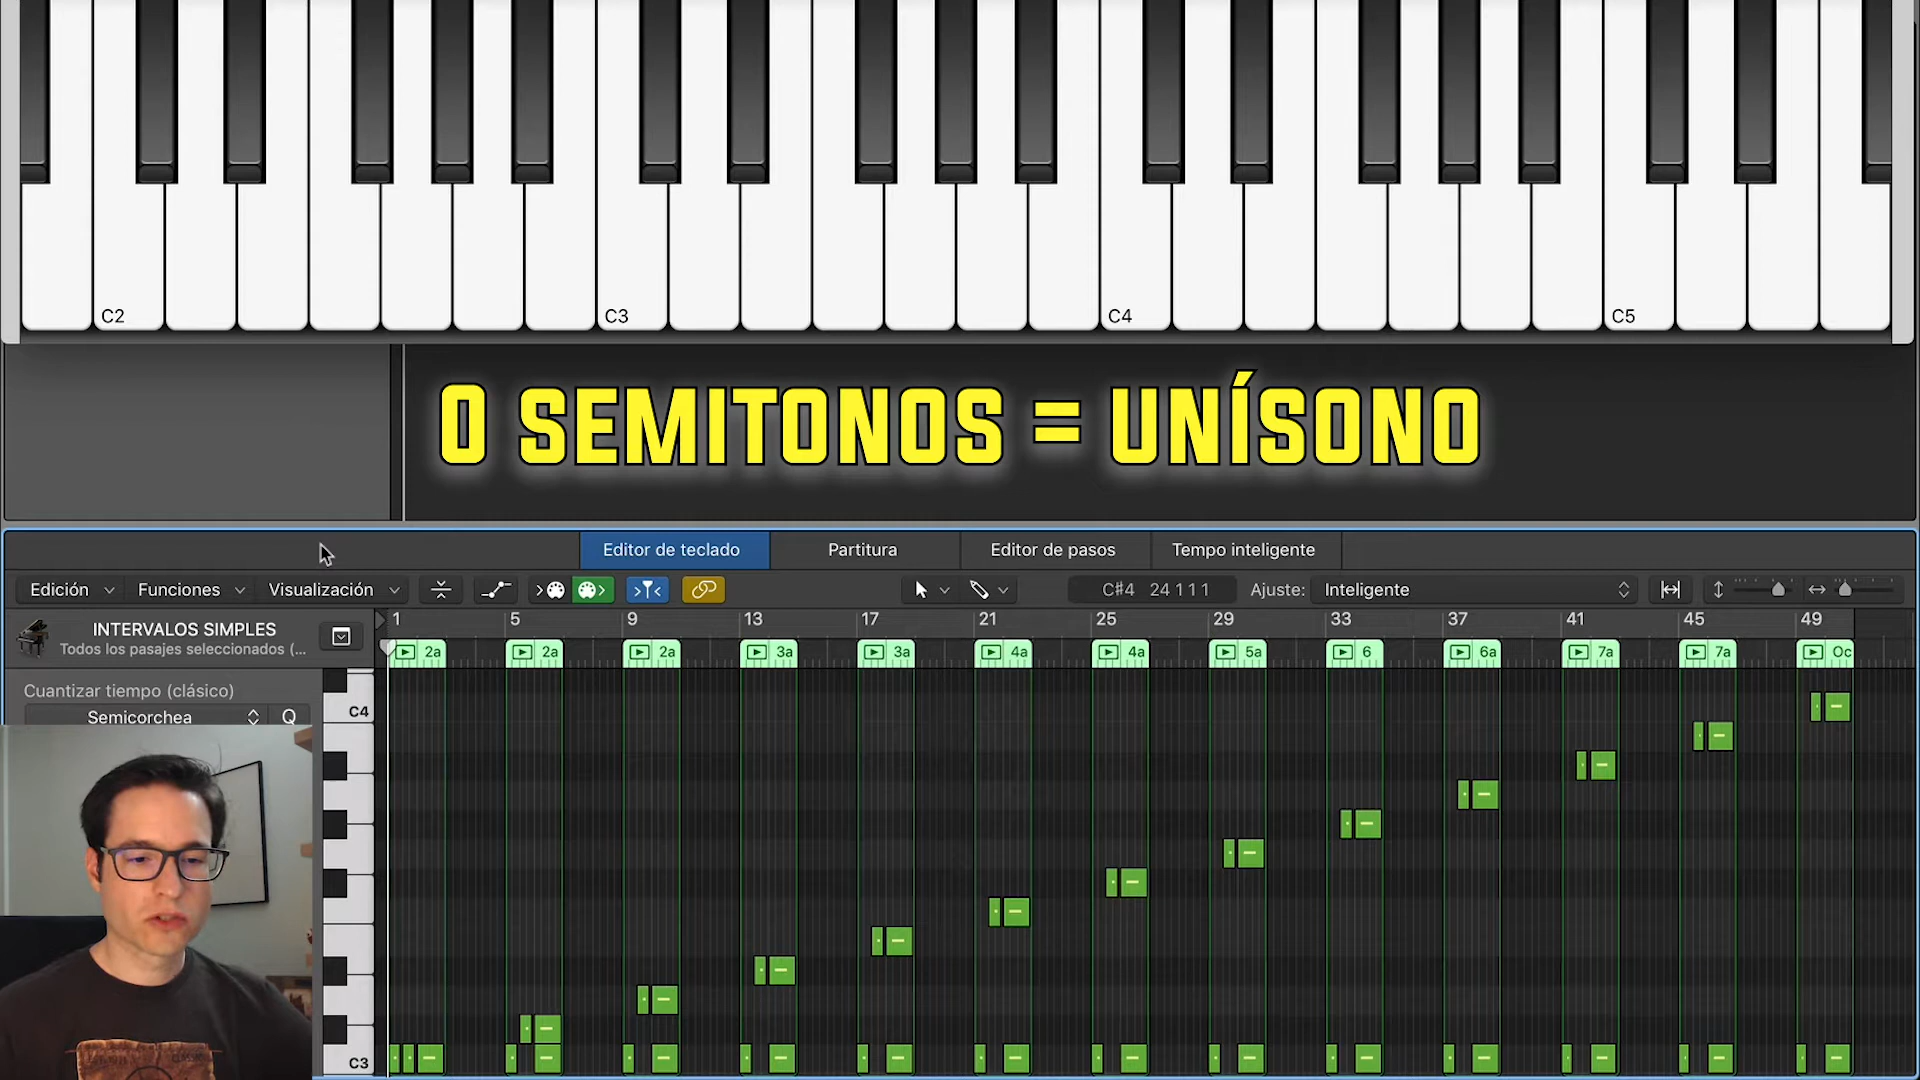 C2 C3 C4 C5
0 SEMITONOS = UNÍSONO
Editor de teclado Partitura Editor de pasos Tempo inteligente
Edición Funciones Visualización C#4 24 1 1 1 Ajuste: Inteligente
1 5 9 13 17 21 25 29 33 37 41 45 49
INTERVALOS SIMPLES
Todos los pasajes seleccionados (...
2a 2a 2a 3a 3a 4a 4a 5a 6 6a 7a 7a Oc
Cuantizar tiempo (clásico)
Semicorchea Q
C4
C3